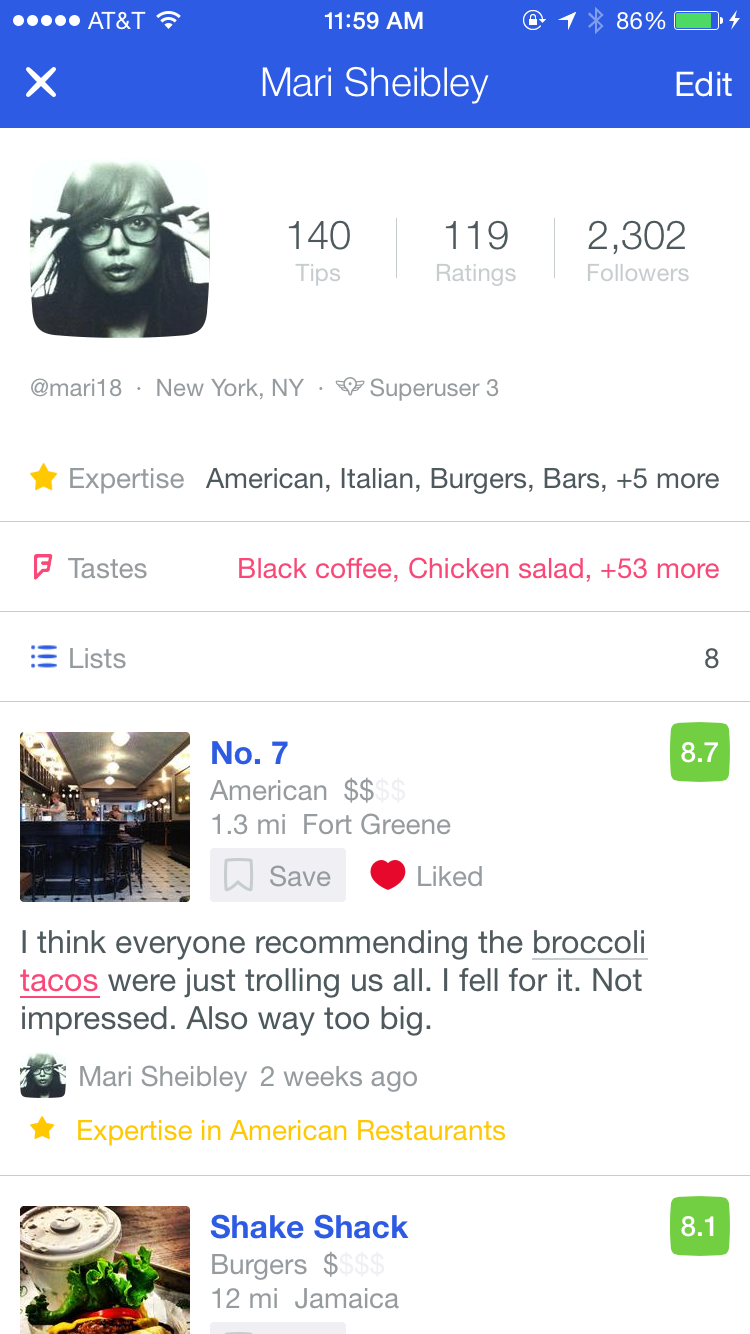 AT&T 11:59 AM 86%
Mari Sheibley Edit
140 119 2,302
Tips Ratings Followers
@mari18 · New York, NY · Superuser 3
Expertise American, Italian, Burgers, Bars, +5 more
Tastes Black coffee, Chicken salad, +53 more
Lists 8
No. 7 8.7
American $$$$
1.3 mi Fort Greene
Save Liked
I think everyone recommending the broccoli
tacos were just trolling us all. I fell for it. Not
impressed. Also way too big.
Mari Sheibley 2 weeks ago
Expertise in American Restaurants
Shake Shack 8.1
Burgers $$$$
12 mi Jamaica